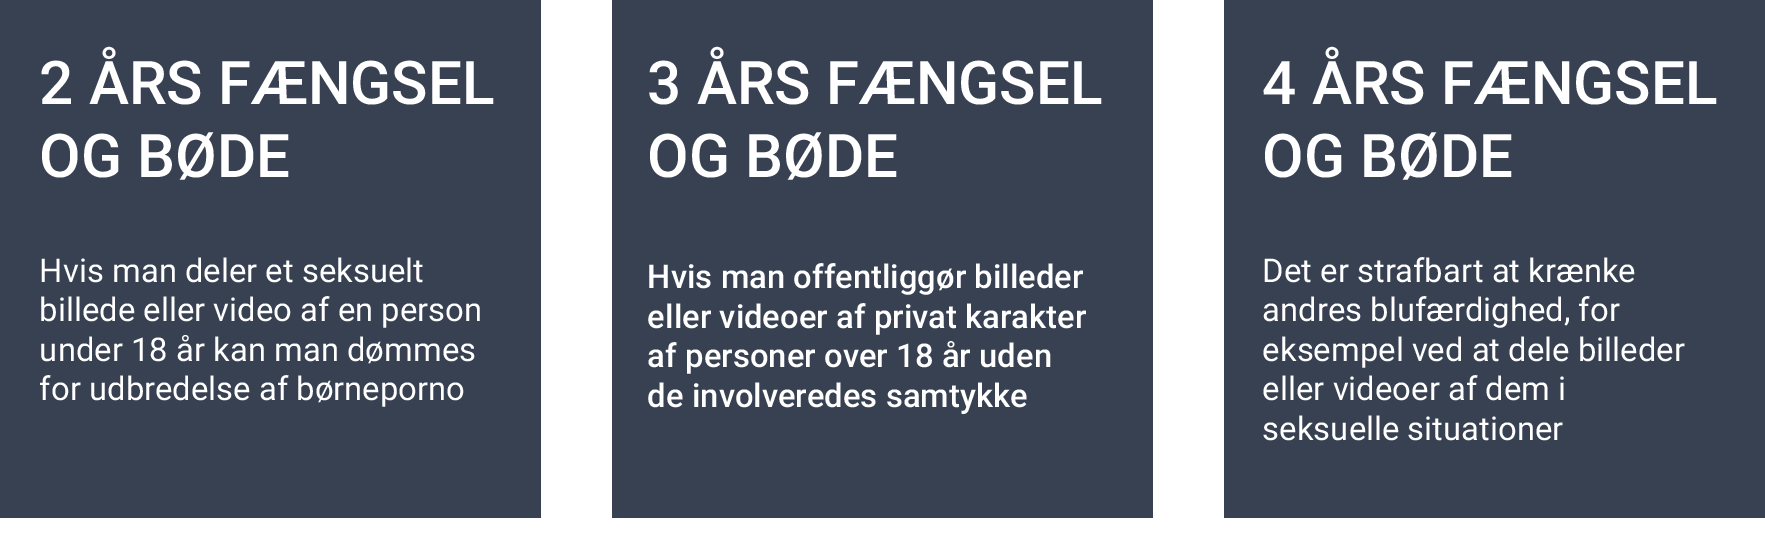 2 ÅRS FÆNGSEL
OG BØDE
Hvis man deler et seksuelt
billede eller video af en person
under 18 år kan man dømmes
for udbredelse af børneporno
3 ÅRS FÆNGSEL
OG BØDE
Hvis man offentliggør billeder
eller videoer af privat karakter
af personer over 18 år uden
de involveredes samtykke
4 ÅRS FÆNGSEL
OG BØDE
Det er strafbart at krænke
andres blufærdighed, for
eksempel ved at dele billeder
eller videoer af dem i
seksuelle situationer